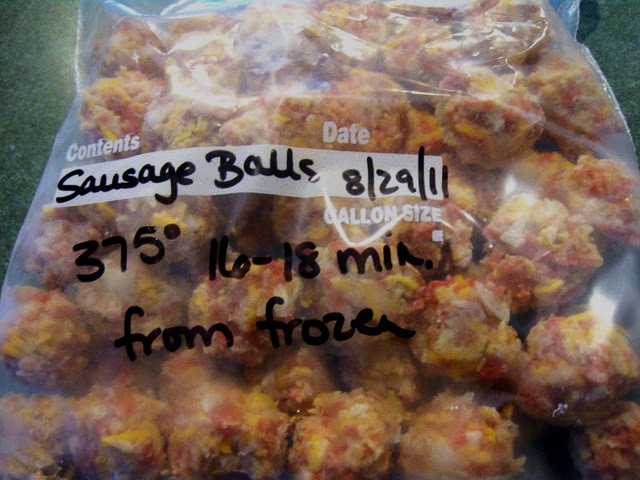 Contents Date
Sausage Balls 8/29/11
GALLON SIZE
375° 16-18 min.
from frozen